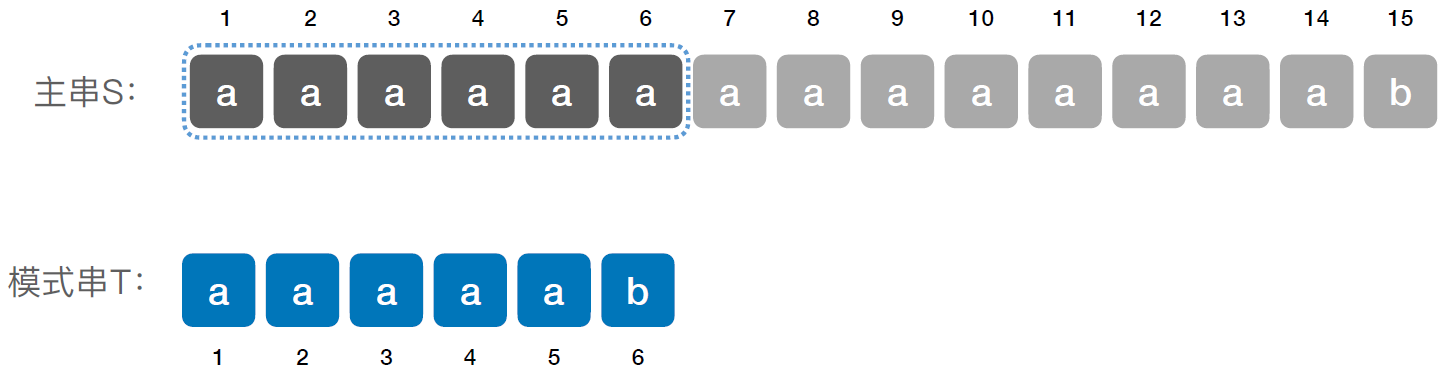 1 2 3 4 5 6 7 8 9 10 11 12 13 14 15
主串S: a a a a a a a a a a a a a a b
模式串T: a a a a a b
1 2 3 4 5 6